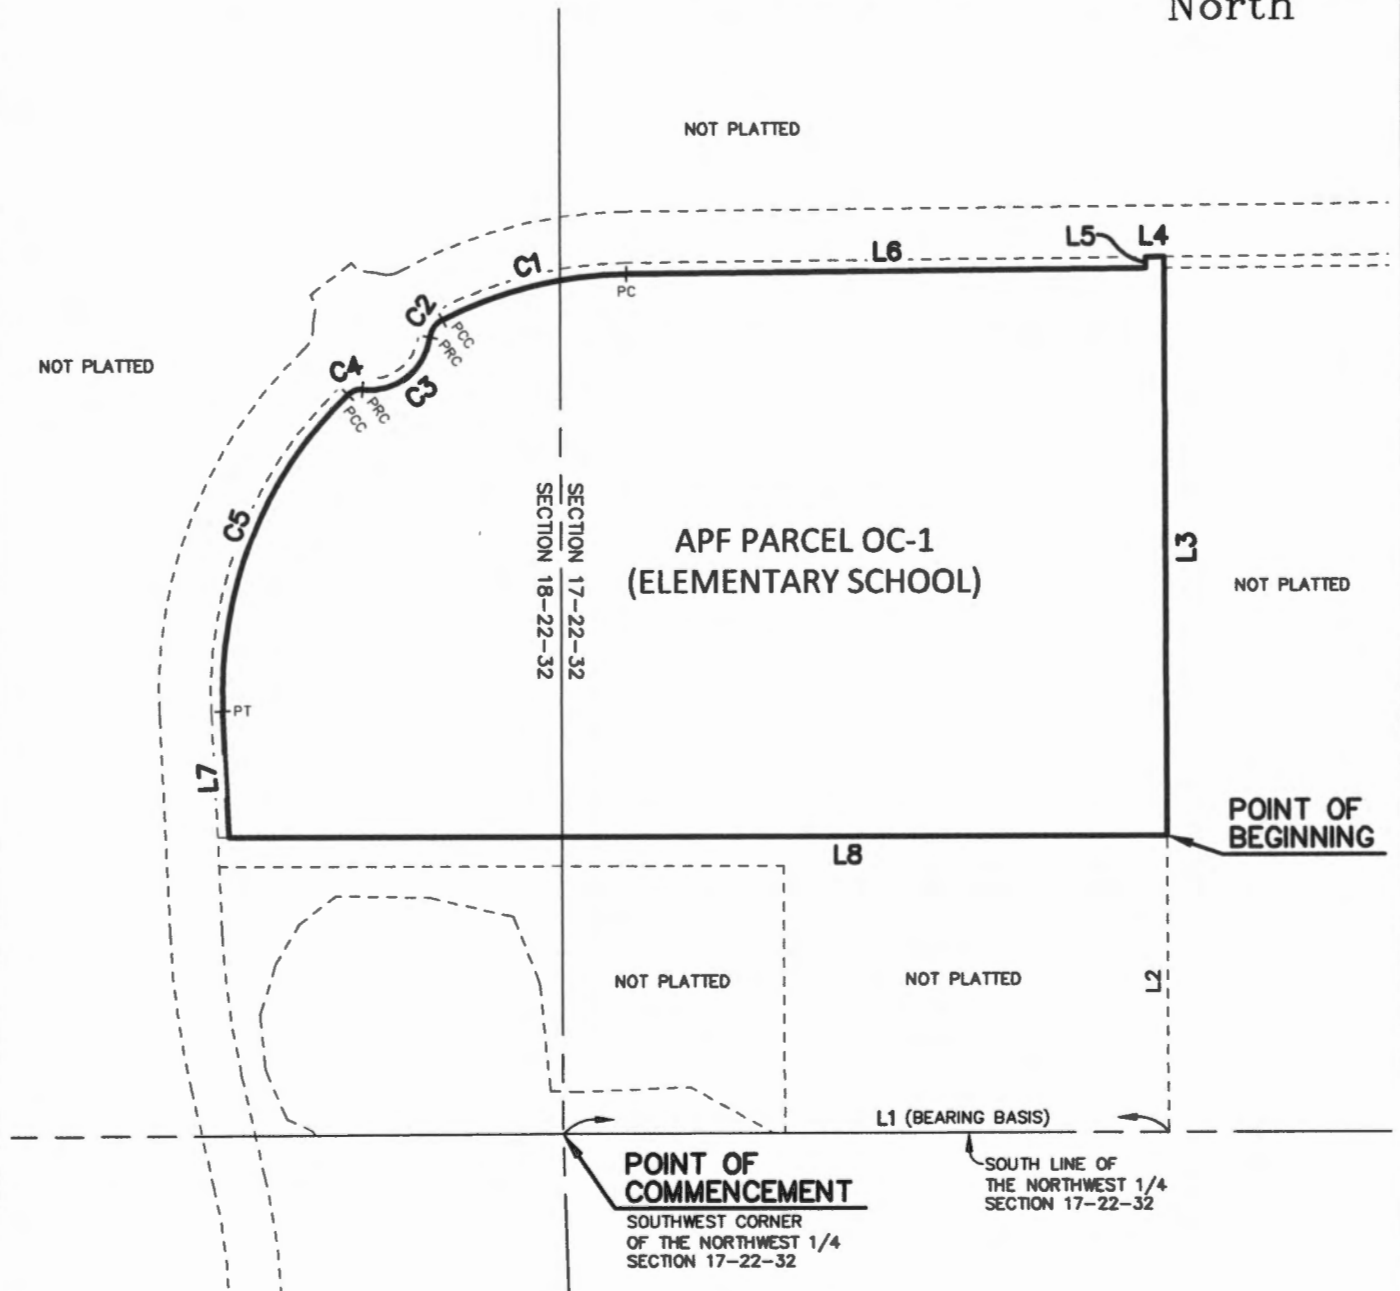 North
NOT PLATTED
L5 L4
L6
C1
PC
C2
PCC
PRC
NOT PLATTED
C4
C3
PRC
PCC
C5
SECTION 17-22-32
SECTION 18-22-32
APF PARCEL OC-1
(ELEMENTARY SCHOOL)
L3
NOT PLATTED
PT
L7
POINT OF
BEGINNING
L8
NOT PLATTED
NOT PLATTED
L2
L1 (BEARING BASIS)
POINT OF
COMMENCEMENT
SOUTHWEST CORNER
OF THE NORTHWEST 1/4
SECTION 17-22-32
SOUTH LINE OF
THE NORTHWEST 1/4
SECTION 17-22-32